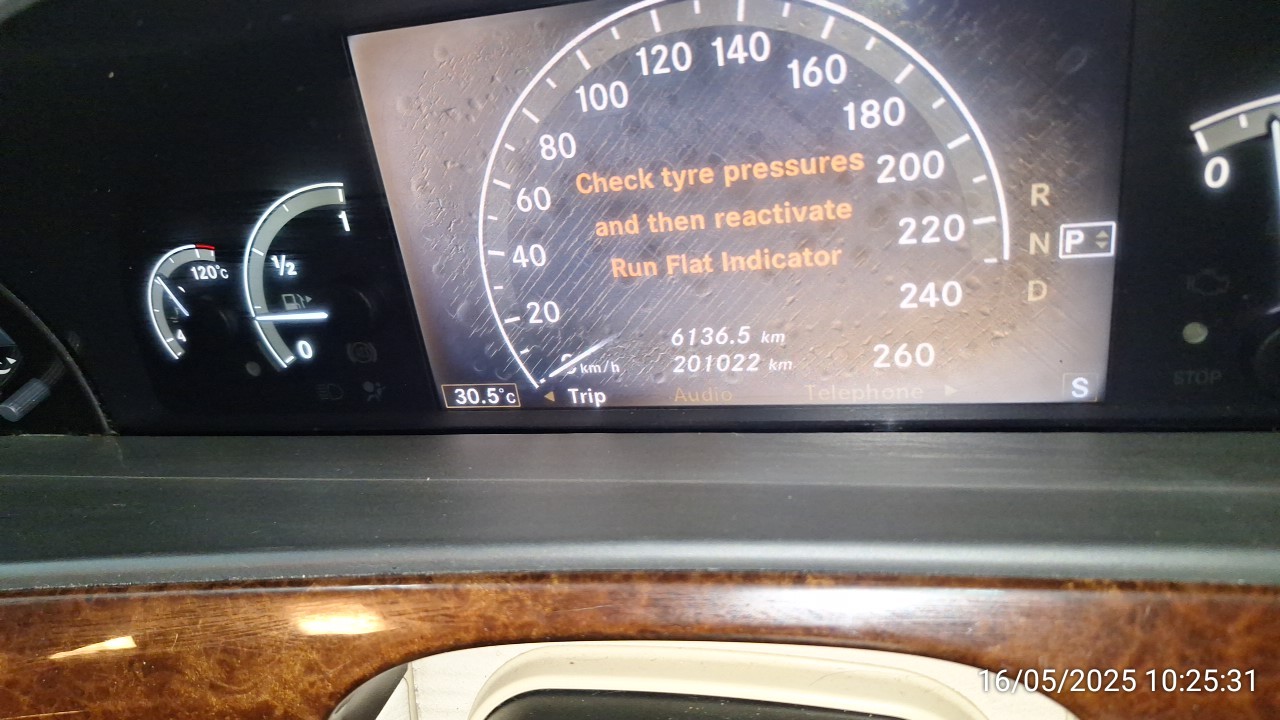 120°c
4
1
1/2
0
20
40
60
80
100
120
140
160
180
200
220
240
260
Check tyre pressures
and then reactivate
Run Flat Indicator
6136.5 km
201022 km
km/h
30.5°c
Trip
Audio
Telephone
S
R
N
P
D
0
STOP
16/05/2025 10:25:31